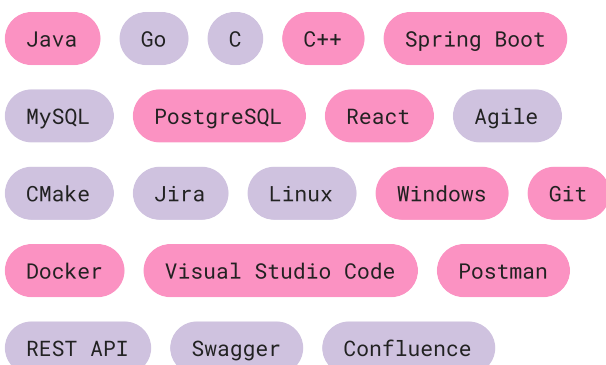 Java Go C C++ Spring Boot
MySQL PostgreSQL React Agile
CMake Jira Linux Windows Git
Docker Visual Studio Code Postman
REST API Swagger Confluence